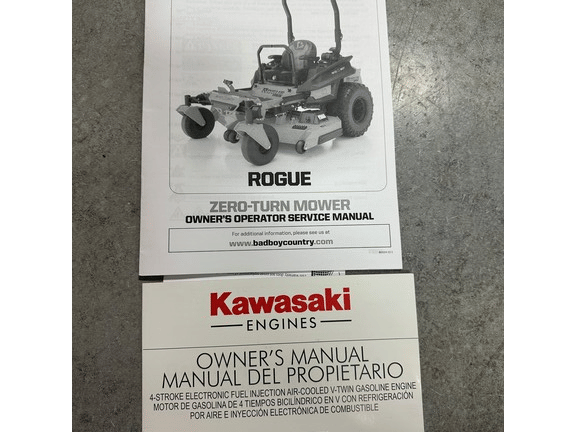 ROGUE
ZERO-TURN MOWER
OWNER'S OPERATOR SERVICE MANUAL
For additional information, please see us at
www.badboycountry.com
Kawasaki
ENGINES
OWNER'S MANUAL
MANUAL DEL PROPIETARIO
4-STROKE ELECTRONIC FUEL INJECTION AIR-COOLED V-TWIN GASOLINE ENGINE
MOTOR DE GASOLINA DE 4 TIEMPOS BICILÍNDRICO EN V CON REFRIGERACIÓN
POR AIRE E INYECCIÓN ELECTRÓNICA DE COMBUSTIBLE